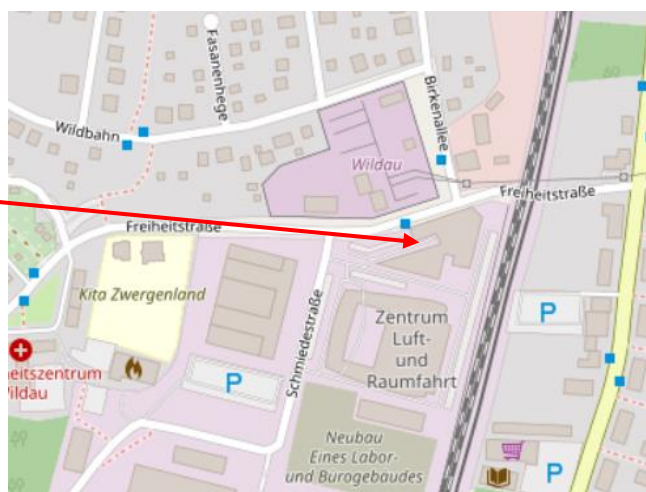 Fasanenhege
Birkenallee
Wildbahn
Wildau
Freiheitstraße
Freiheitstraße
Kita Zwergenland
Schmiedestraße
Zentrum
Luft-
und
Raumfahrt
P
eitszentrum
Wildau
P
P
Neubau
Eines Labor-
und Burogebaudes
P